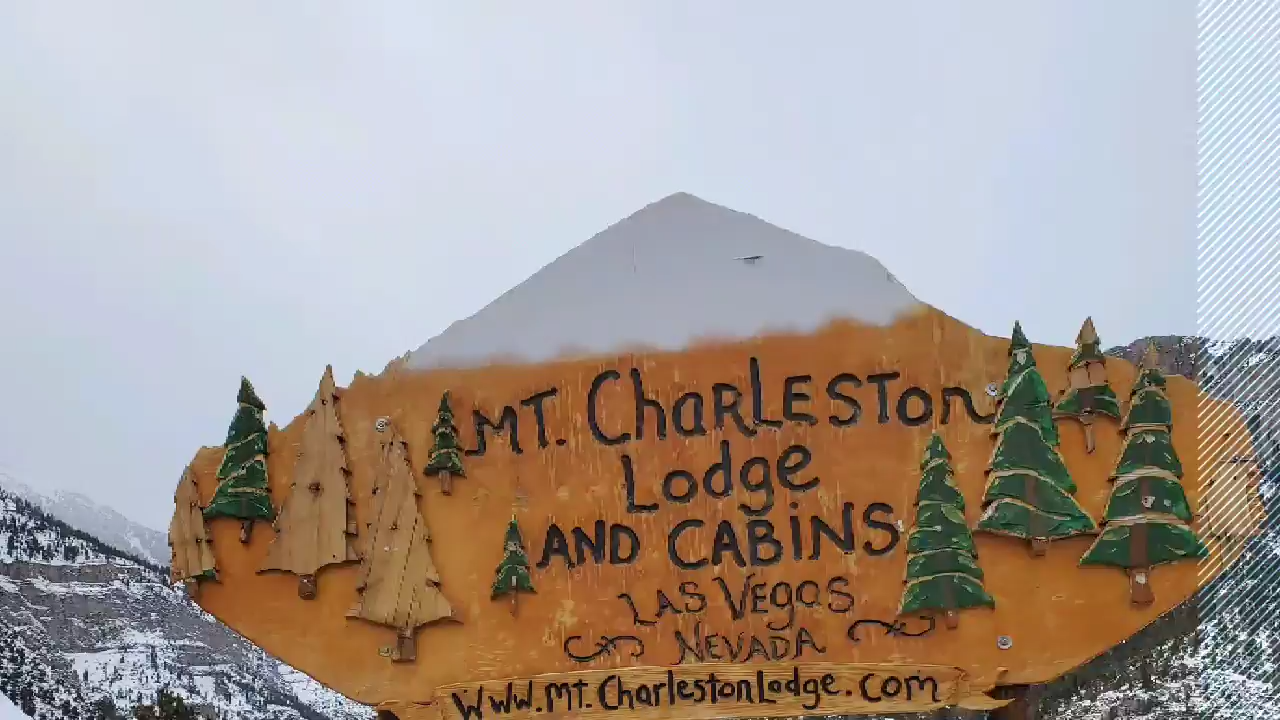 MT. CharLESTon
Lodge
AND CABiNS
LAS VEgas
NEVADA
www.mt.CharlestonLodge.com